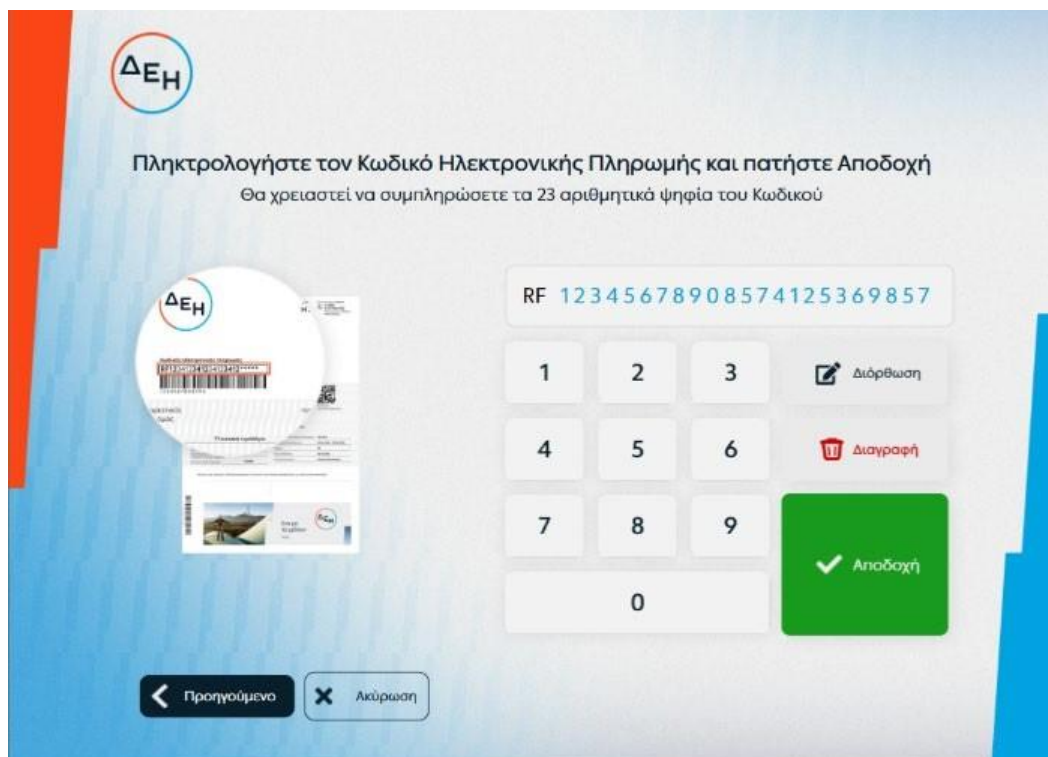 ΔΕΗ
Πληκτρολογήστε τον Κωδικό Ηλεκτρονικής Πληρωμής και πατήστε Αποδοχή
Θα χρειαστεί να συμπληρώσετε τα 23 αριθμητικά ψηφία του Κωδικού
ΔΕΗ
RF 12345678908574125369857
1 2 3 Διόρθωση
4 5 6 Διαγραφή
7 8 9
Αποδοχή
0
Προηγούμενο Ακύρωση